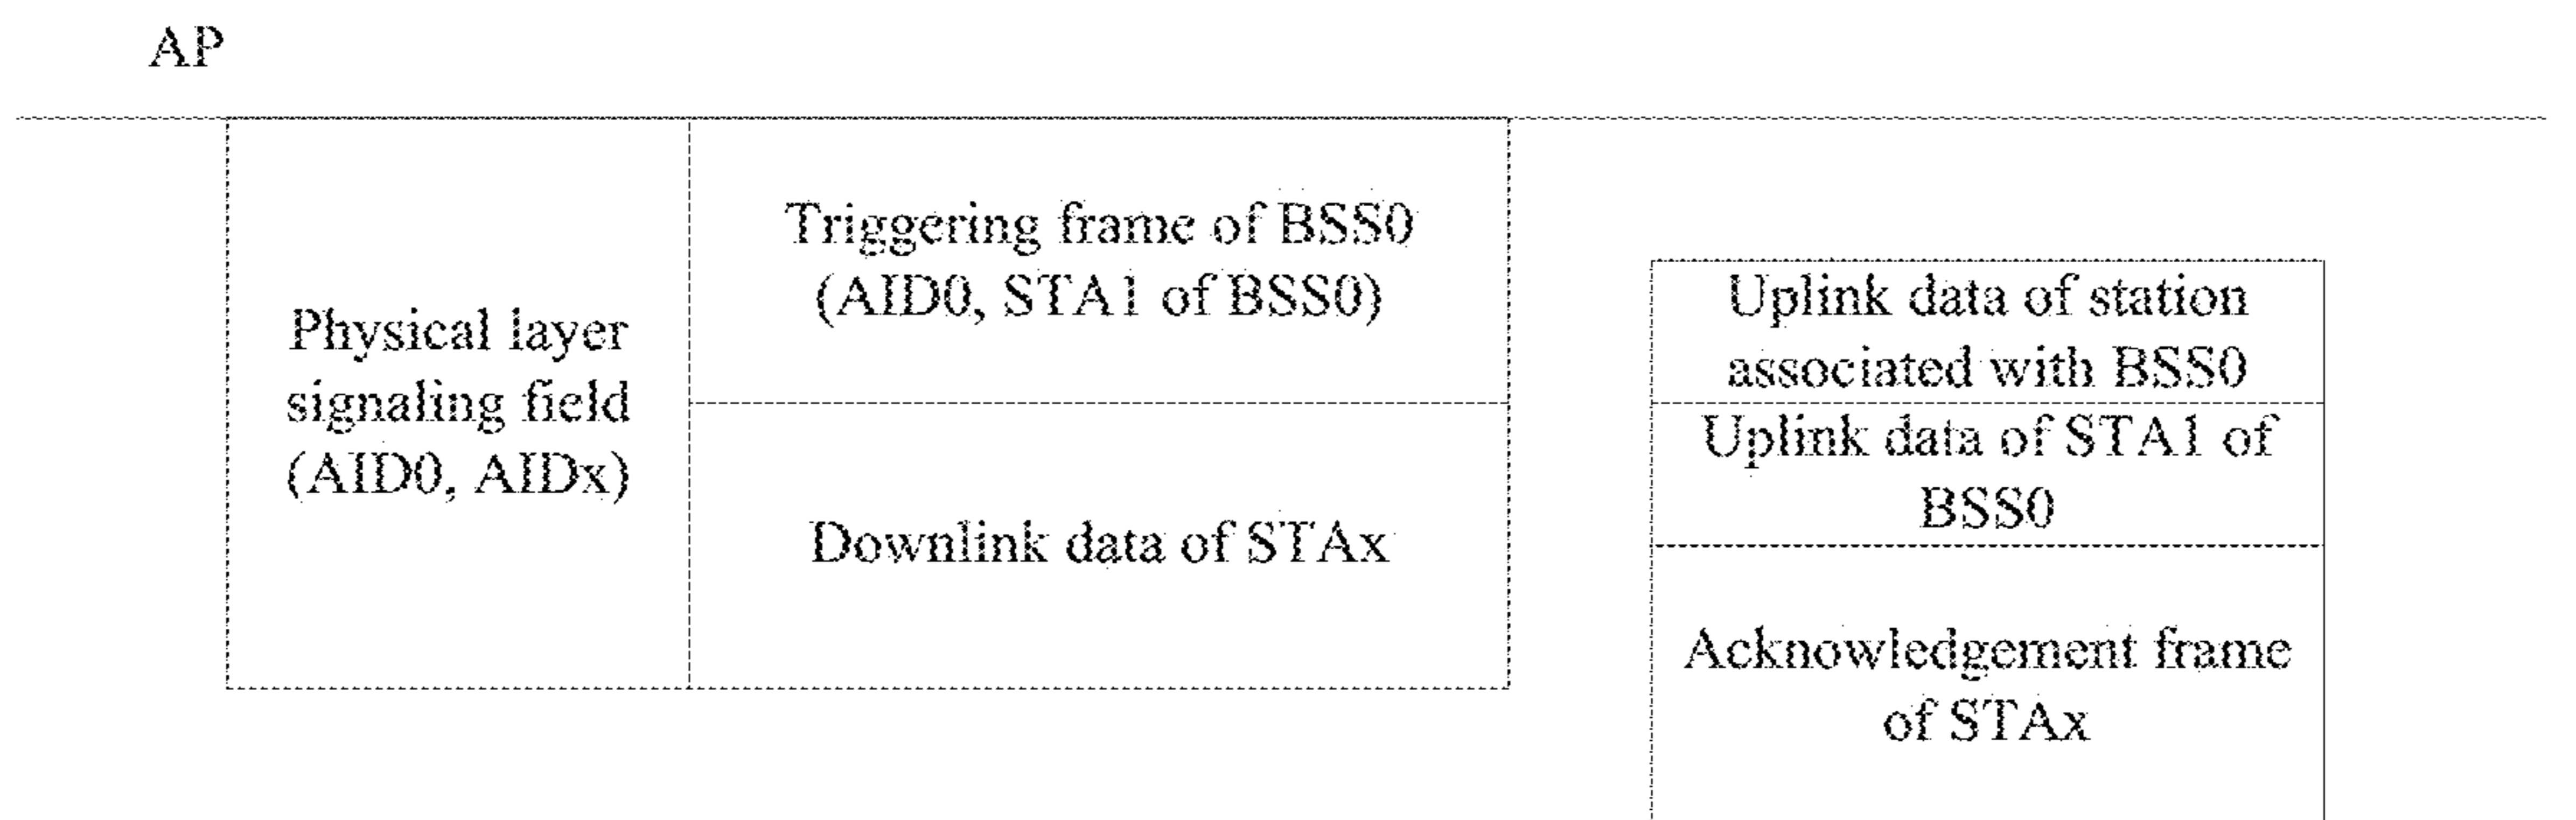 AP
Physical layer
signaling field
(AID0, AIDx)
Triggering frame of BSS0
(AID0, STA1 of BSS0)
Downlink data of STAx
Uplink data of station
associated with BSS0
Uplink data of STA1 of
BSS0
Acknowledgement frame
of STAx